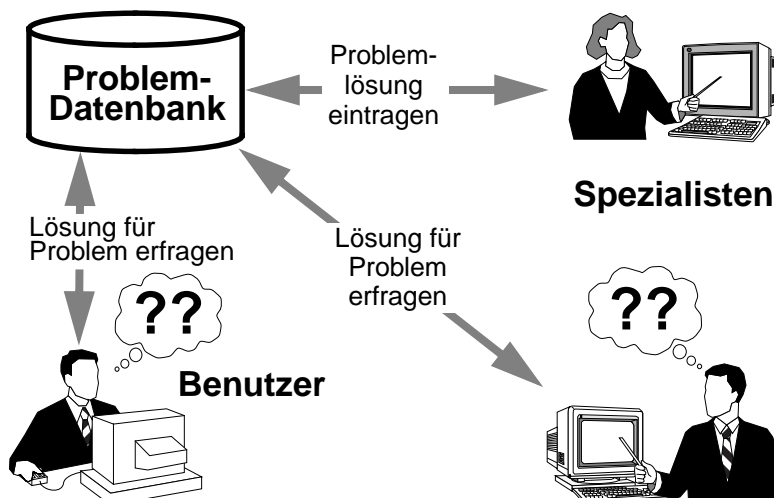 Problem-
Datenbank
Problem-
lösung
eintragen
Spezialisten
Lösung für
Problem erfragen
Lösung für
Problem
erfragen
??
??
Benutzer